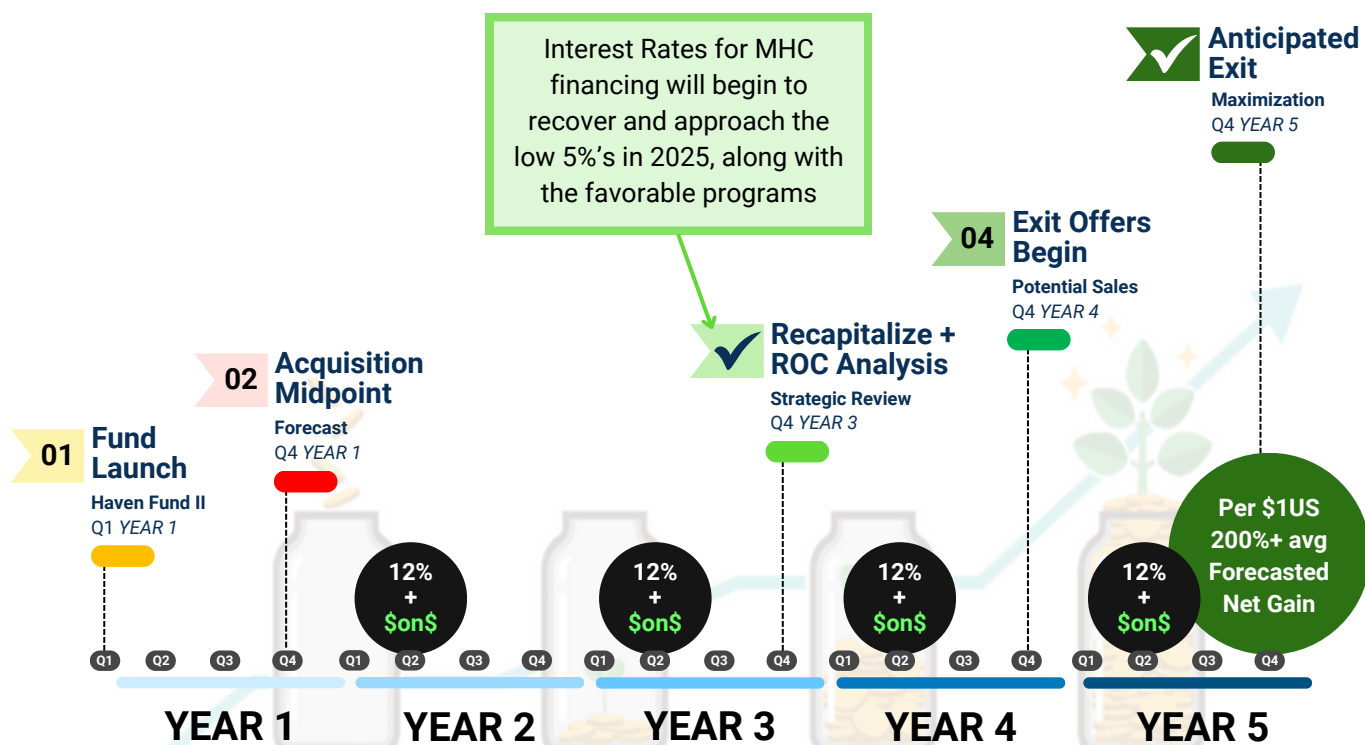 Interest Rates for MHC
financing will begin to
recover and approach the
low 5%'s in 2025, along with
the favorable programs
Anticipated
Exit
Maximization
Q4 YEAR 5
04
Exit Offers
Begin
Potential Sales
Q4 YEAR 4
Recapitalize +
ROC Analysis
Strategic Review
Q4 YEAR 3
02
Acquisition
Midpoint
Forecast
Q4 YEAR 1
01
Fund
Launch
Haven Fund II
Q1 YEAR 1
12%
+
$on$
12%
+
$on$
12%
+
$on$
12%
+
$on$
Per $1US
200%+ avg
Forecasted
Net Gain
Q1 Q2 Q3 Q4 Q1 Q2 Q3 Q4 Q1 Q2 Q3 Q4 Q1 Q2 Q3 Q4 Q1 Q2 Q3 Q4
YEAR 1 YEAR 2 YEAR 3 YEAR 4 YEAR 5